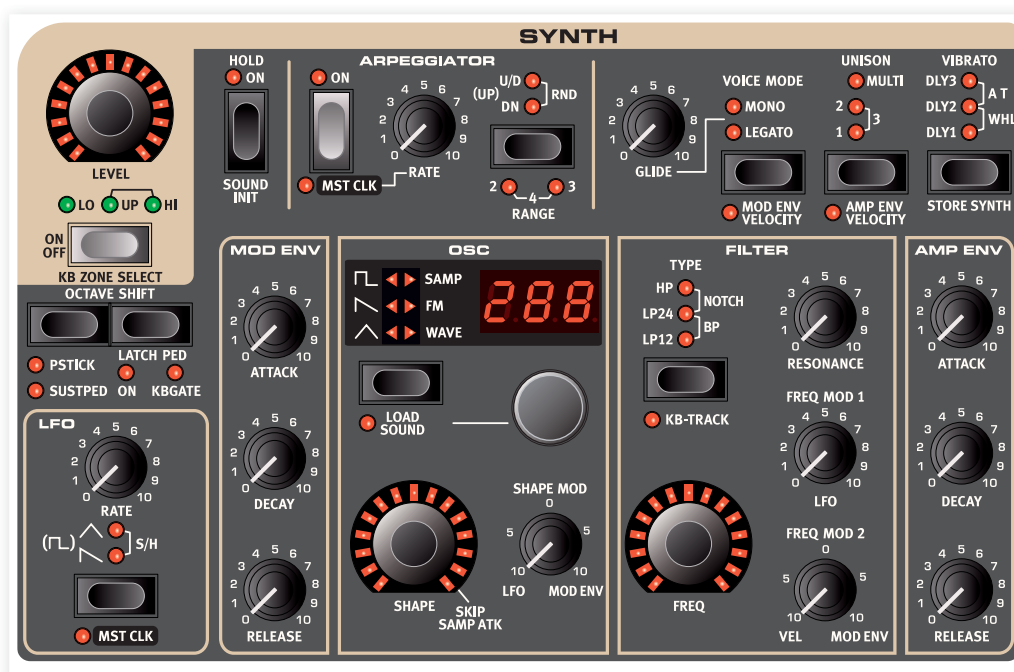 SYNTH
LEVEL
LO UP HI
ON
OFF
KB ZONE SELECT
HOLD
ON
SOUND
INIT
ARPEGGIATOR
ON
MST CLK
0 1 2 3 4 5 6 7 8 9 10
RATE
U/D
(UP)
DN
RND
2 4 3
RANGE
0 1 2 3 4 5 6 7 8 9 10
GLIDE
VOICE MODE
MONO
LEGATO
MOD ENV
VELOCITY
UNISON
MULTI
2
1
3
AMP ENV
VELOCITY
VIBRATO
DLY3
DLY2
DLY1
A T
WHL
STORE SYNTH
OCTAVE SHIFT
PSTICK
SUSTPED
LATCH PED
ON KBGATE
LFO
0 1 2 3 4 5 6 7 8 9 10
RATE
S/H
MST CLK
MOD ENV
0 1 2 3 4 5 6 7 8 9 10
ATTACK
0 1 2 3 4 5 6 7 8 9 10
DECAY
0 1 2 3 4 5 6 7 8 9 10
RELEASE
OSC
SAMP
FM
WAVE
288
LOAD
SOUND
SHAPE
SKIP
SAMP ATK
SHAPE MOD
10 5 0 5 10
LFO MOD ENV
FILTER
TYPE
HP
LP24
LP12
NOTCH
BP
KB-TRACK
FREQ
0 1 2 3 4 5 6 7 8 9 10
RESONANCE
FREQ MOD 1
0 1 2 3 4 5 6 7 8 9 10
LFO
FREQ MOD 2
10 5 0 5 10
VEL MOD ENV
AMP ENV
0 1 2 3 4 5 6 7 8 9 10
ATTACK
0 1 2 3 4 5 6 7 8 9 10
DECAY
0 1 2 3 4 5 6 7 8 9 10
RELEASE